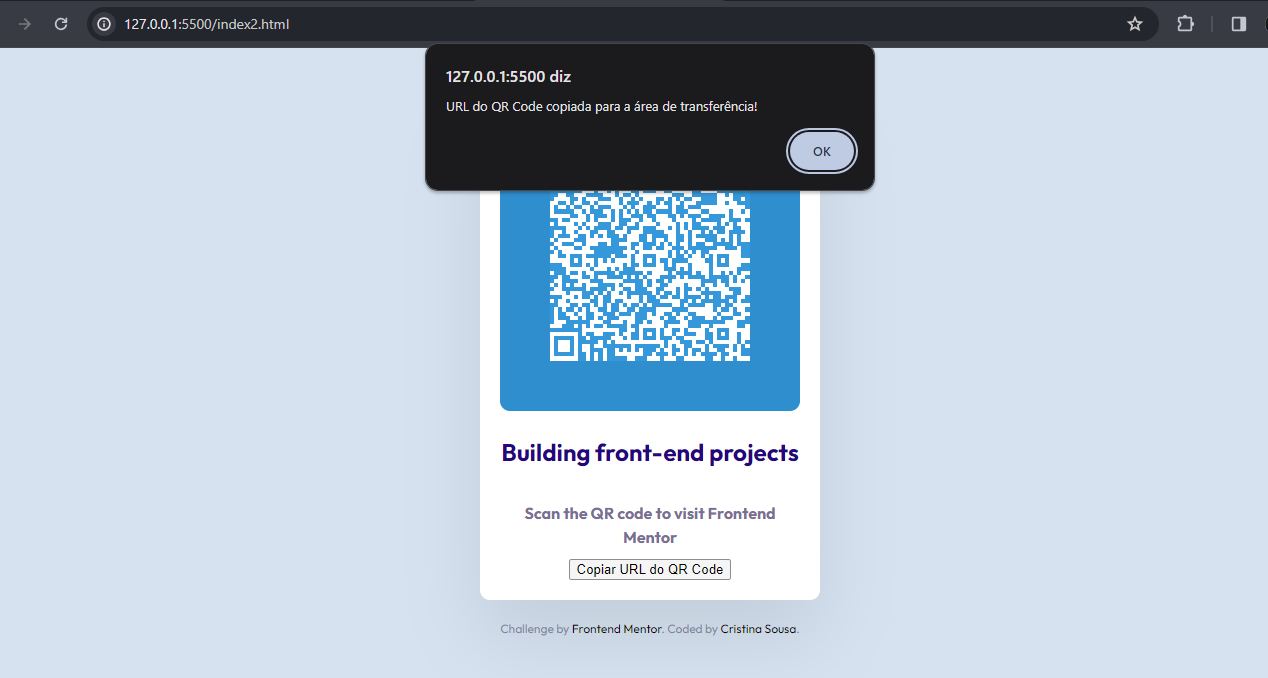 127.0.0.1:5500/index2.html
127.0.0.1:5500 diz
URL do QR Code copiada para a área de transferência!
OK
Building front-end projects
Scan the QR code to visit Frontend
Mentor
Copiar URL do QR Code
Challenge by Frontend Mentor. Coded by Cristina Sousa.